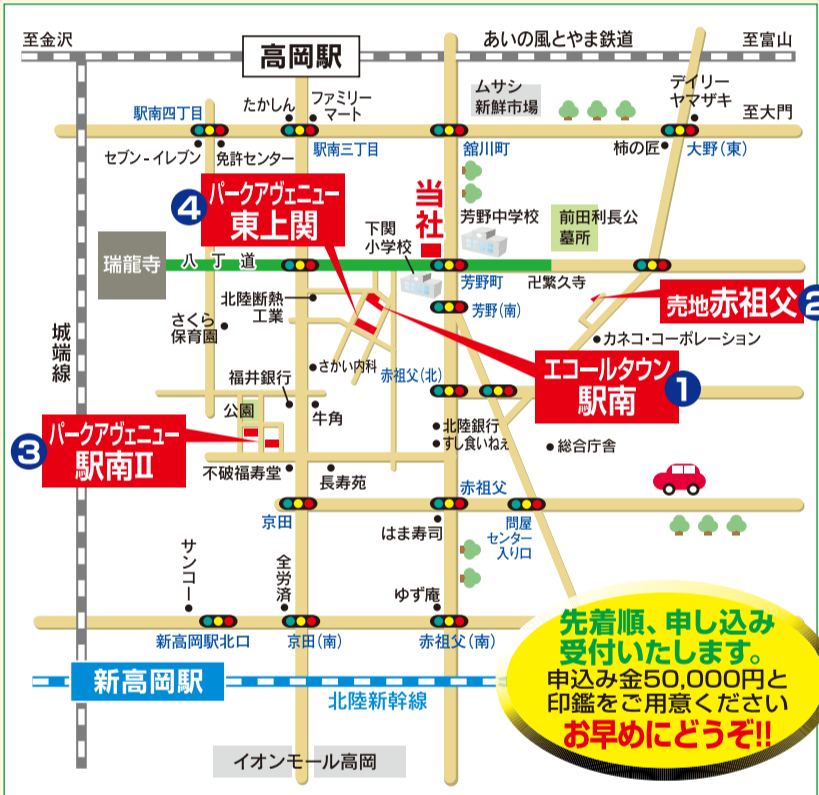 至金沢
高岡駅
あいの風とやま鉄道
至富山
駅南四丁目
たかしん
ファミリー
マート
ムサシ
新鮮市場
デイリー
ヤマザキ
至大門
セブン-イレブン
免許センター
駅南三丁目
舘川町
柿の匠
大野(東)
4
パークアヴェニュー
東上関
当社
下関
小学校
芳野中学校
前田利長公
墓所
瑞龍寺
八丁道
芳野町
卍繁久寺
北陸断熱
工業
芳野(南)
売地赤祖父
2
さくら
保育園
城端線
カネコ・コーポレーション
さかい内科
赤祖父(北)
エコールタウン
駅南
1
福井銀行
公園
牛角
北陸銀行
すし食いねぇ
総合庁舎
3
パークアヴェニュー
駅南Ⅱ
不破福寿堂
長寿苑
赤祖父
京田
はま寿司
問屋
センター
入り口
サンコー
全労済
ゆず庵
新高岡駅北口
京田(南)
赤祖父(南)
新高岡駅
北陸新幹線
イオンモール高岡
先着順、申し込み
受付いたします。
申込み金50,000円と
印鑑をご用意ください
お早めにどうぞ!!